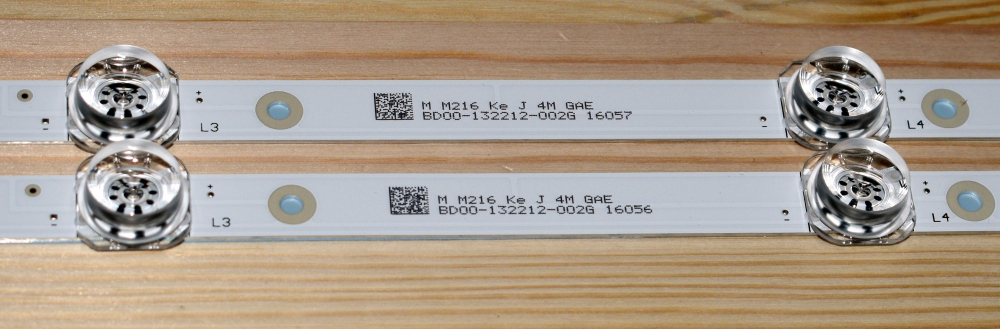 L3
M M216 Ke J 4M GAE
BD00-132212-002G 16057
L4
L3
M M216 Ke J 4M GAE
BD00-132212-002G 16056
L4